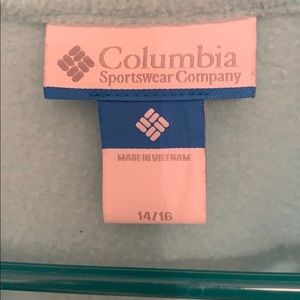 Columbia
Sportswear Company
MADE IN VIETNAM
14/16